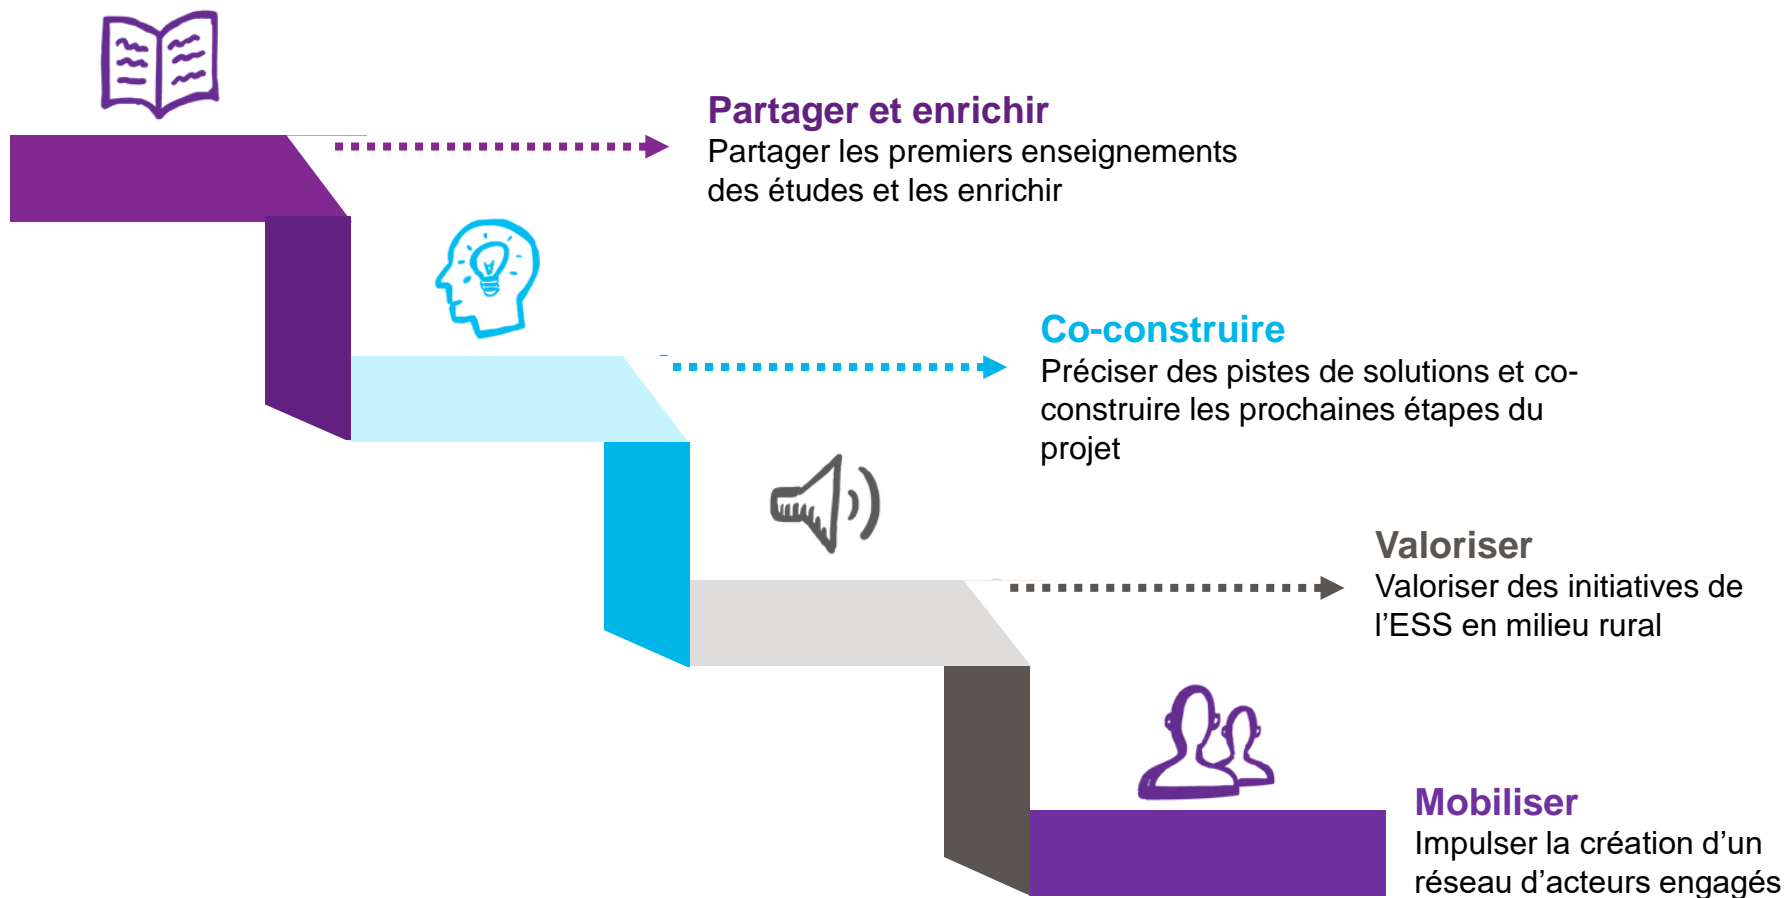 Partager et enrichir
Partager les premiers enseignements
des études et les enrichir
Co-construire
Préciser des pistes de solutions et co-
construire les prochaines étapes du
projet
Valoriser
Valoriser des initiatives de
l’ESS en milieu rural
Mobiliser
Impulser la création d’un
réseau d’acteurs engagés